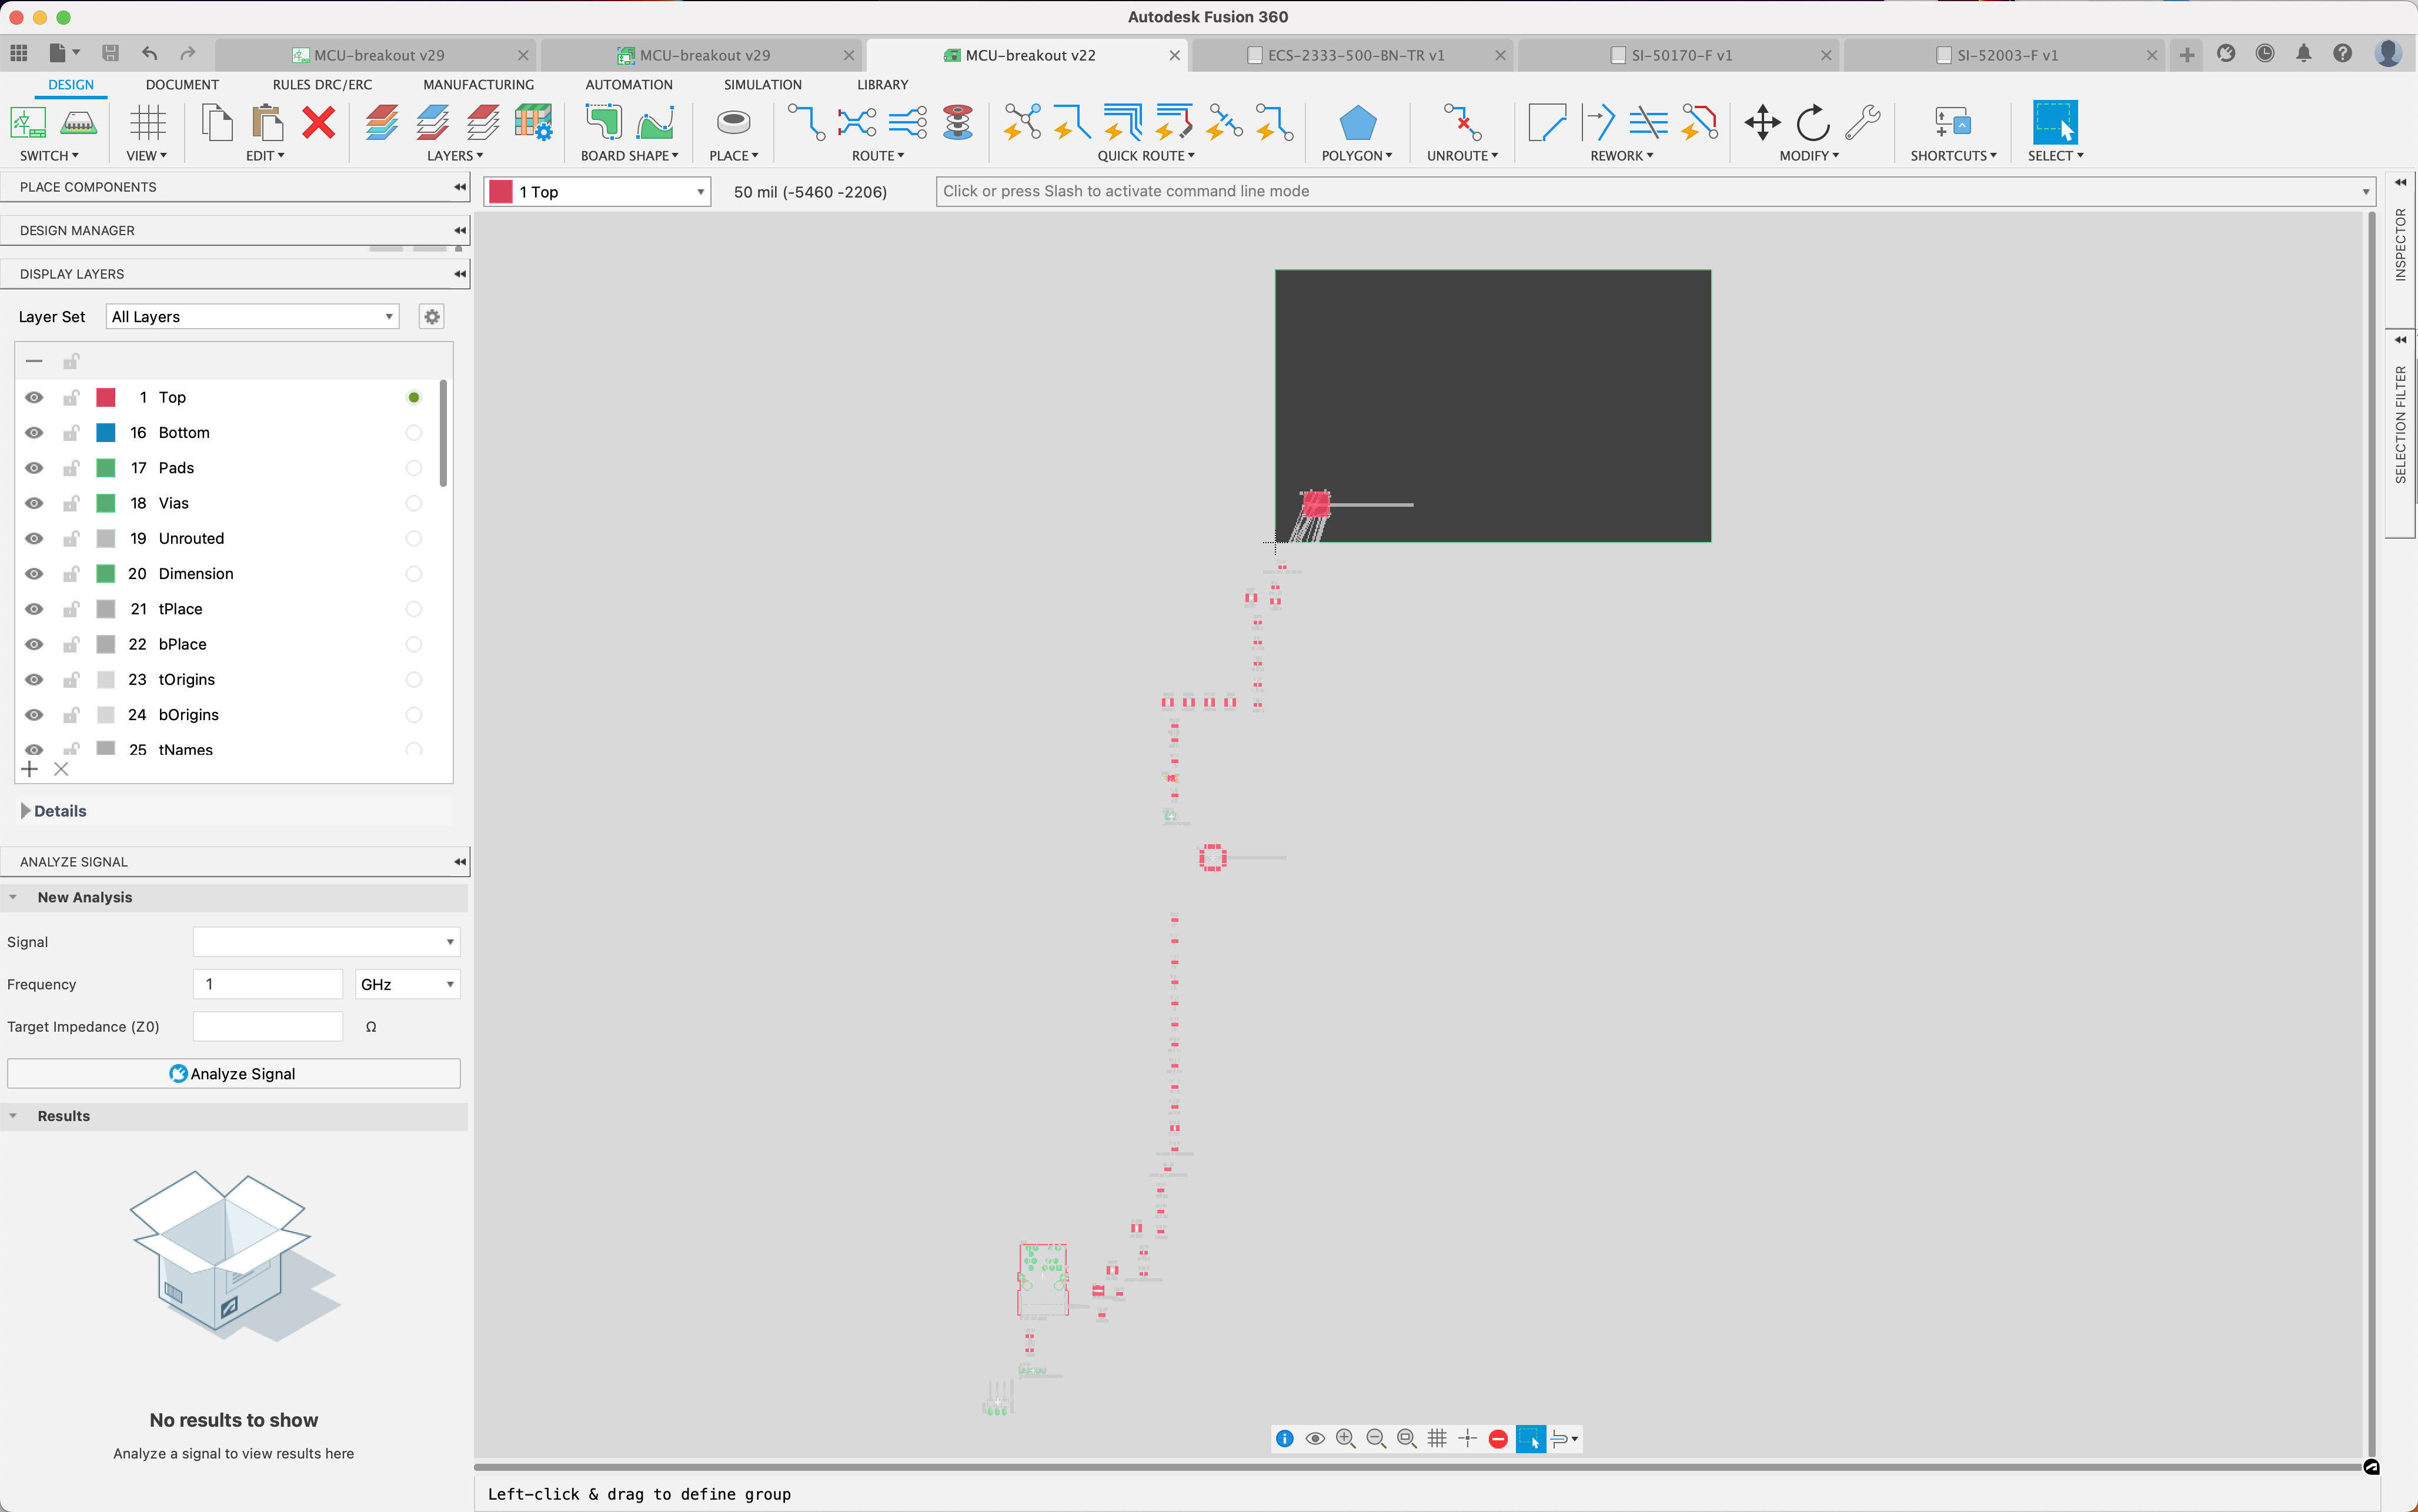 Autodesk Fusion 360
MCU-breakout v29
MCU-breakout v29
MCU-breakout v22
ECS-2333-500-BN-TR v1
SI-50170-F v1
SI-52003-F v1
DESIGN
DOCUMENT
RULES DRC/ERC
MANUFACTURING
AUTOMATION
SIMULATION
LIBRARY
SWITCH
VIEW
EDIT
LAYERS
BOARD SHAPE
PLACE
ROUTE
QUICK ROUTE
POLYGON
UNROUTE
REWORK
MODIFY
SHORTCUTS
SELECT
PLACE COMPONENTS
1 Top
50 mil (-5460 -2206)
Click or press Slash to activate command line mode
DESIGN MANAGER
INSPECTOR
SELECTION FILTER
DISPLAY LAYERS
Layer Set All Layers
1 Top
16 Bottom
17 Pads
18 Vias
19 Unrouted
20 Dimension
21 tPlace
22 bPlace
23 tOrigins
24 bOrigins
25 tNames
Details
ANALYZE SIGNAL
New Analysis
Signal
Frequency 1 GHz
Target Impedance (Z0) Ω
Analyze Signal
Results
No results to show
Analyze a signal to view results here
Left-click & drag to define group